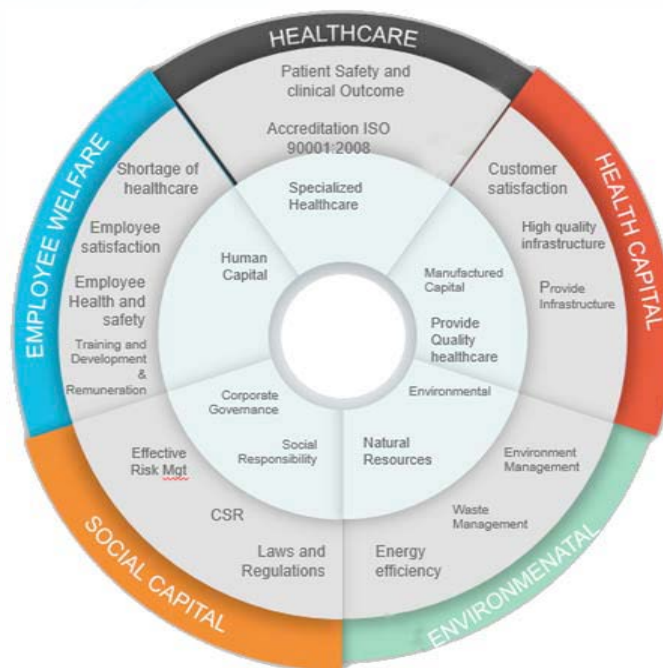 HEALTHCARE
Patient Safety and
clinical Outcome
Accreditation ISO
90001:2008
Specialized
Healthcare
HEALTH CAPITAL
Customer
satisfaction
High quality
infrastructure
Provide
Infrastructure
Manufactured
Capital
Provide
Quality
healthcare
ENVIRONMENATAL
Environment
Management
Waste
Management
Energy
efficiency
Environmental
Natural
Resources
SOCIAL CAPITAL
Effective
Risk Mgt
CSR
Laws and
Regulations
Corporate
Governance
Social
Responsibility
EMPLOYEE WELFARE
Shortage of
healthcare
Employee
satisfaction
Employee
Health and
safety
Training and
Development
&
Remuneration
Human
Capital